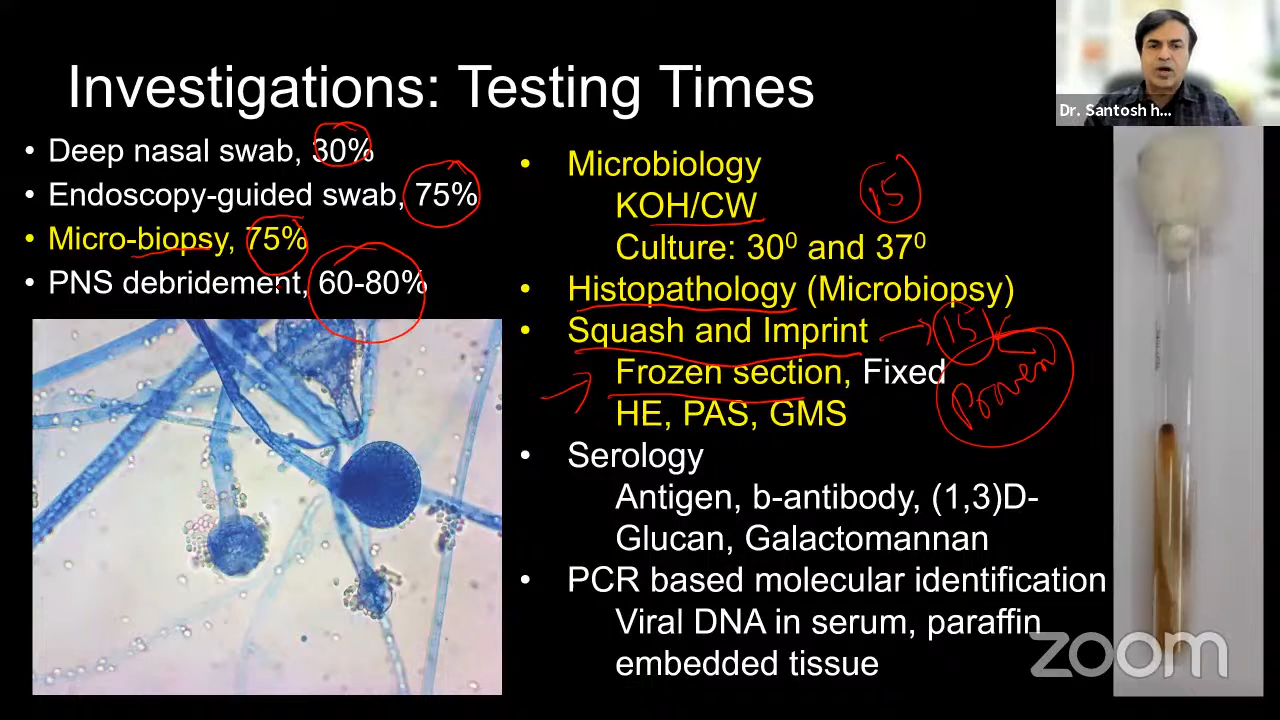 Investigations: Testing Times
Dr. Santosh h...
• Deep nasal swab, 30%
• Endoscopy-guided swab, 75%
• Micro-biopsy, 75%
• PNS debridement, 60-80%
• Microbiology
KOH/CW
15
Culture: 30⁰ and 37⁰
• Histopathology (Microbiopsy)
• Squash and Imprint
15
Frozen section, Fixed
Proven
HE, PAS, GMS
• Serology
Antigen, b-antibody, (1,3)D-
Glucan, Galactomannan
• PCR based molecular identification
Viral DNA in serum, paraffin
embedded tissue
zoom